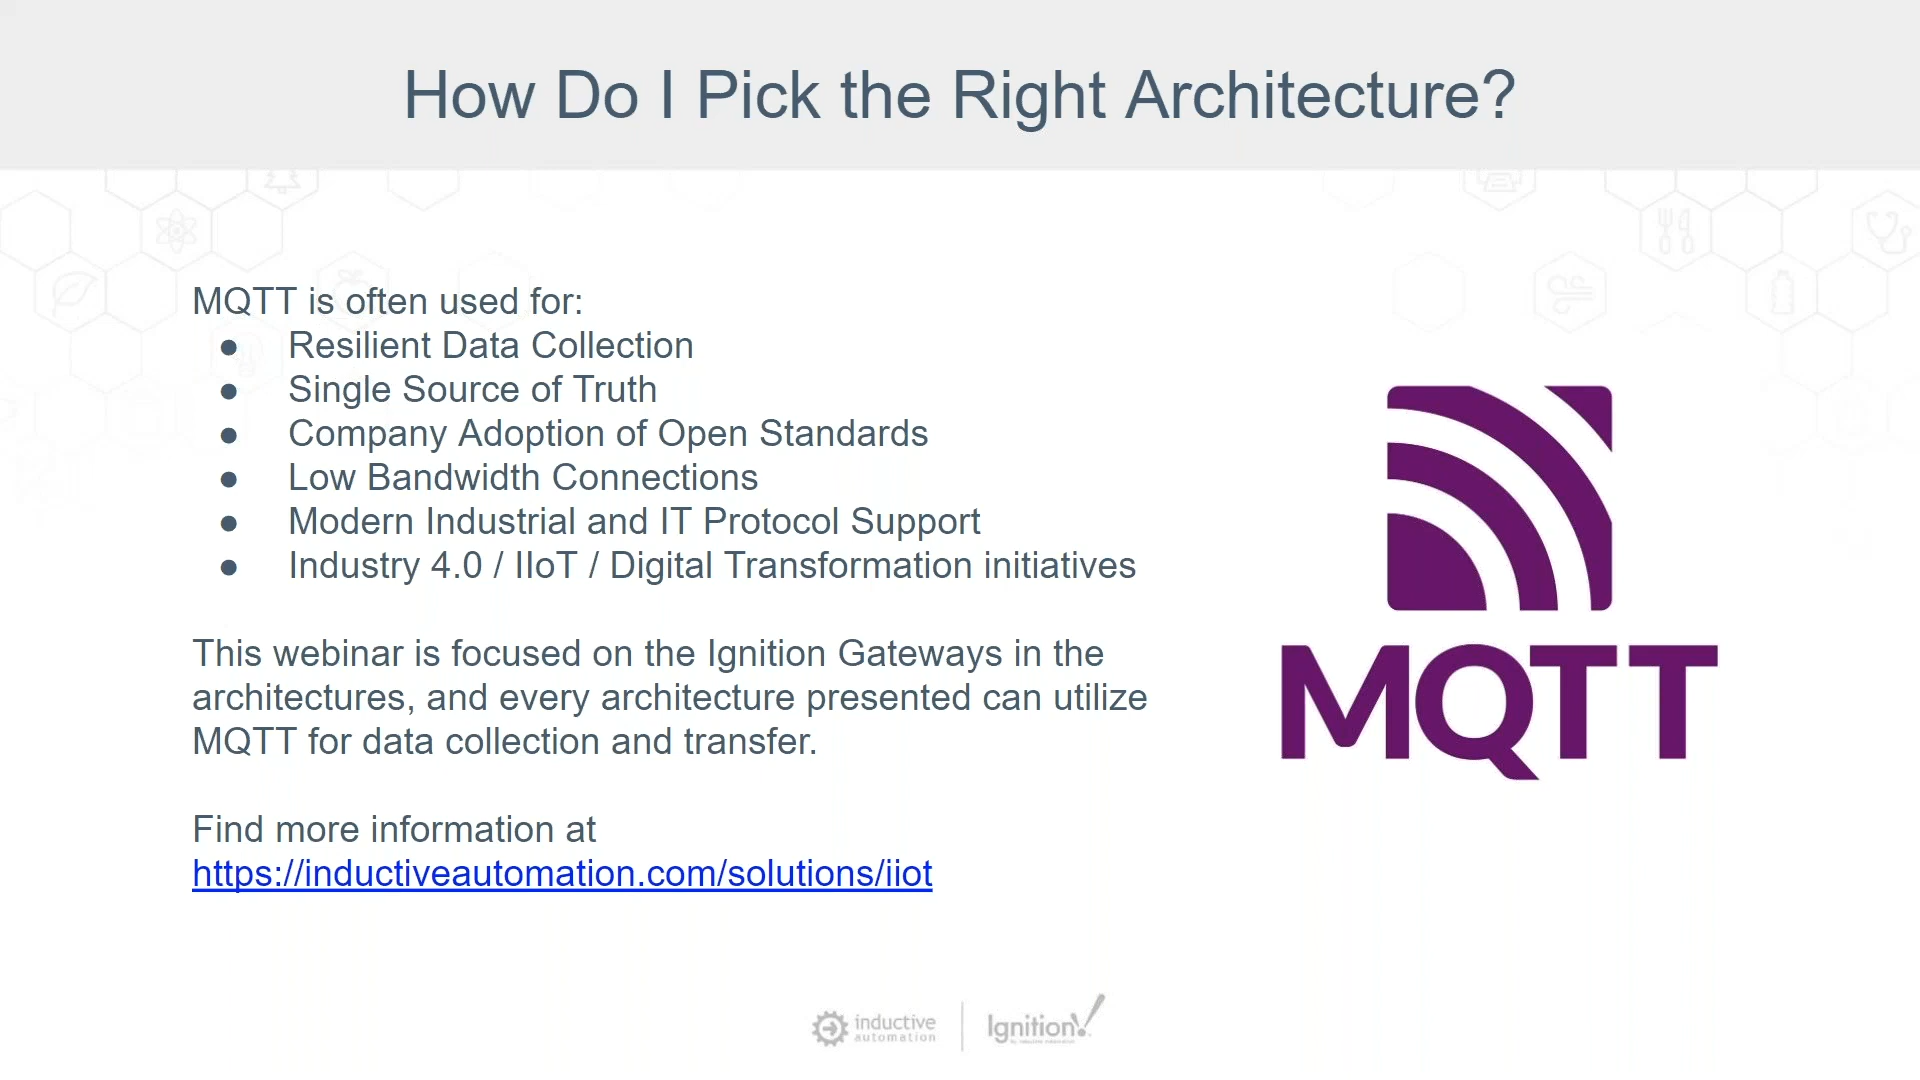 How Do I Pick the Right Architecture?
MQTT is often used for:
● Resilient Data Collection
● Single Source of Truth
● Company Adoption of Open Standards
● Low Bandwidth Connections
● Modern Industrial and IT Protocol Support
● Industry 4.0 / IIoT / Digital Transformation initiatives
This webinar is focused on the Ignition Gateways in the
architectures, and every architecture presented can utilize
MQTT for data collection and transfer.
Find more information at
https://inductiveautomation.com/solutions/iiot
MQTT
inductive
automation
Ignition!